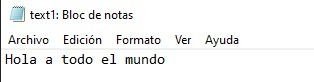 text1: Bloc de notas
Archivo Edición Formato Ver Ayuda
Hola a todo el mundo